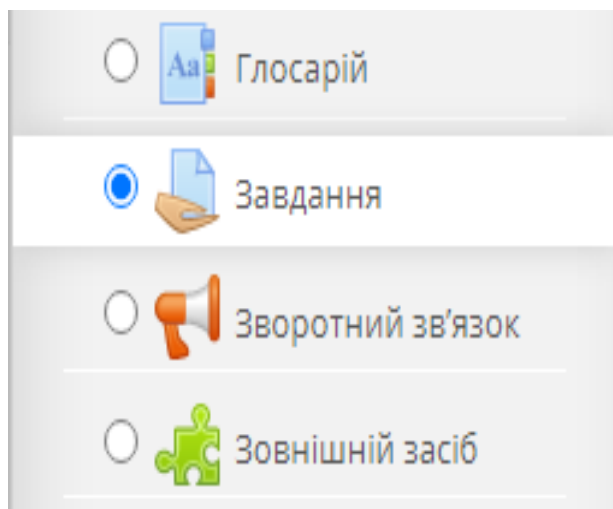 Aa
Глосарій
Завдання
Зворотний зв’язок
Зовнішній засіб